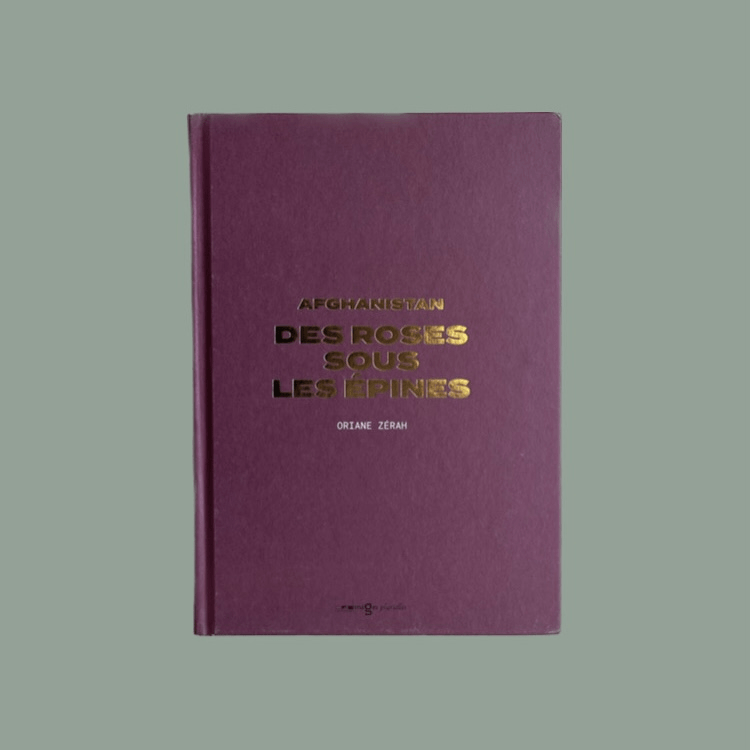 AFGHANISTAN
DES ROSES
SOUS
LES ÉPINES
ORIANE ZÉRAH